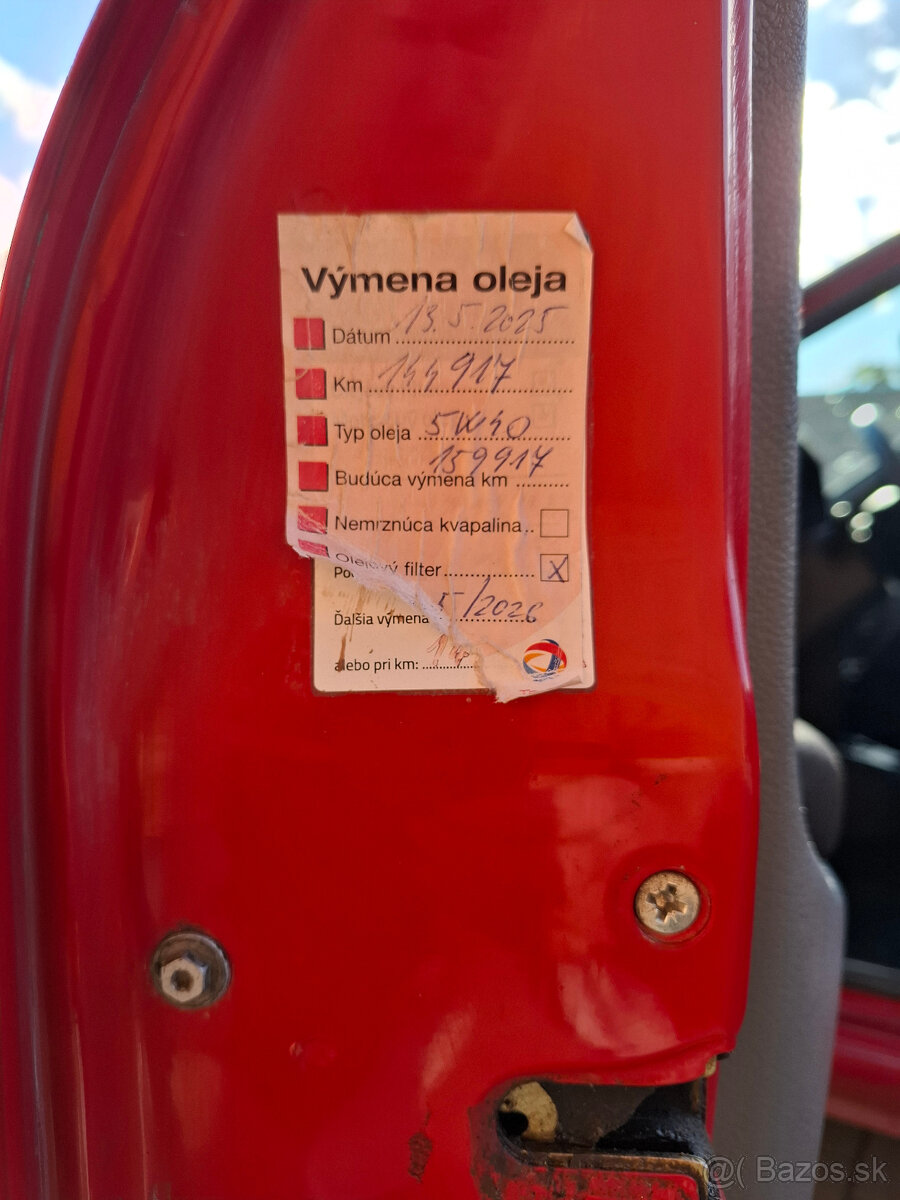 Výmena oleja
Dátum 13.5.2025
Km 144917
Typ oleja 5W40
159917
Budúca výmena km
Nemrznúca kvapalina..
Olejový filter X
Ďalšia výmena 5/2026
alebo pri km:
@( Bazos.sk